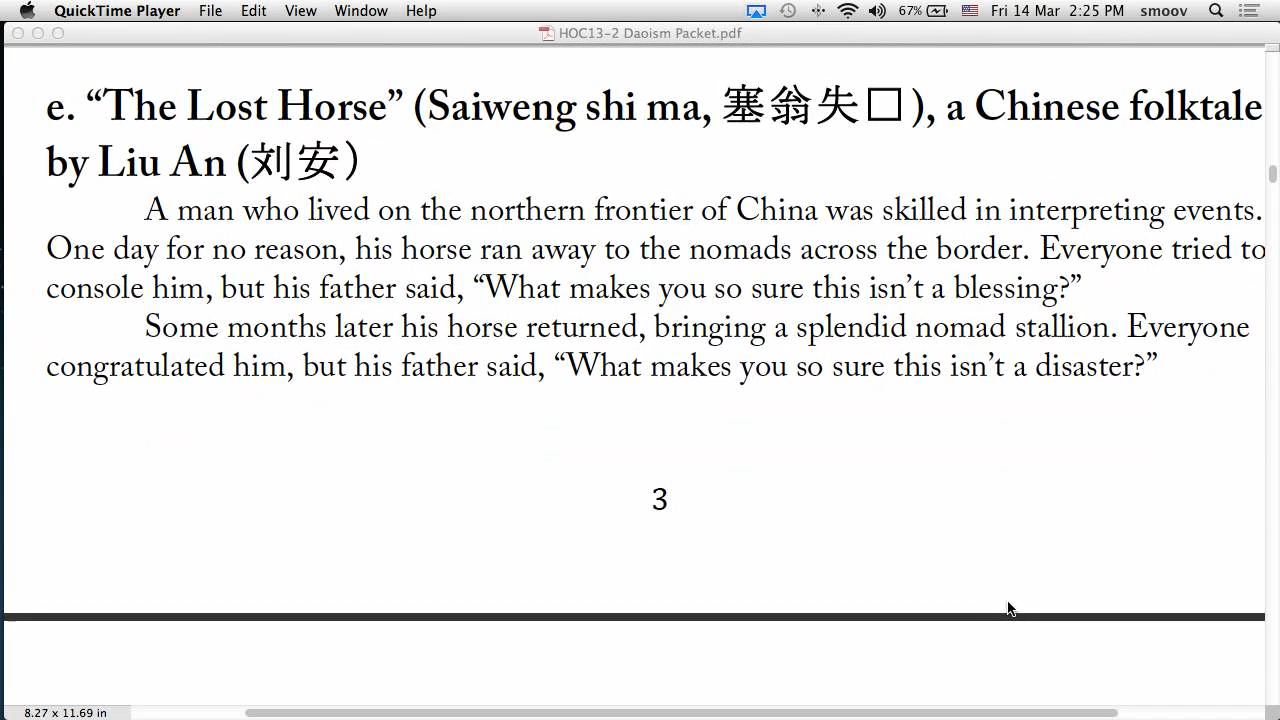 QuickTime Player File Edit View Window Help 67% Fri 14 Mar 2:25 PM smoov
HOC13-2 Daoism Packet.pdf
e. “The Lost Horse” (Saiweng shi ma, 塞翁失□), a Chinese folktale
by Liu An (刘安）
A man who lived on the northern frontier of China was skilled in interpreting events.
One day for no reason, his horse ran away to the nomads across the border. Everyone tried to
console him, but his father said, “What makes you so sure this isn’t a blessing?”
Some months later his horse returned, bringing a splendid nomad stallion. Everyone
congratulated him, but his father said, “What makes you so sure this isn’t a disaster?”
3
8.27 x 11.69 in